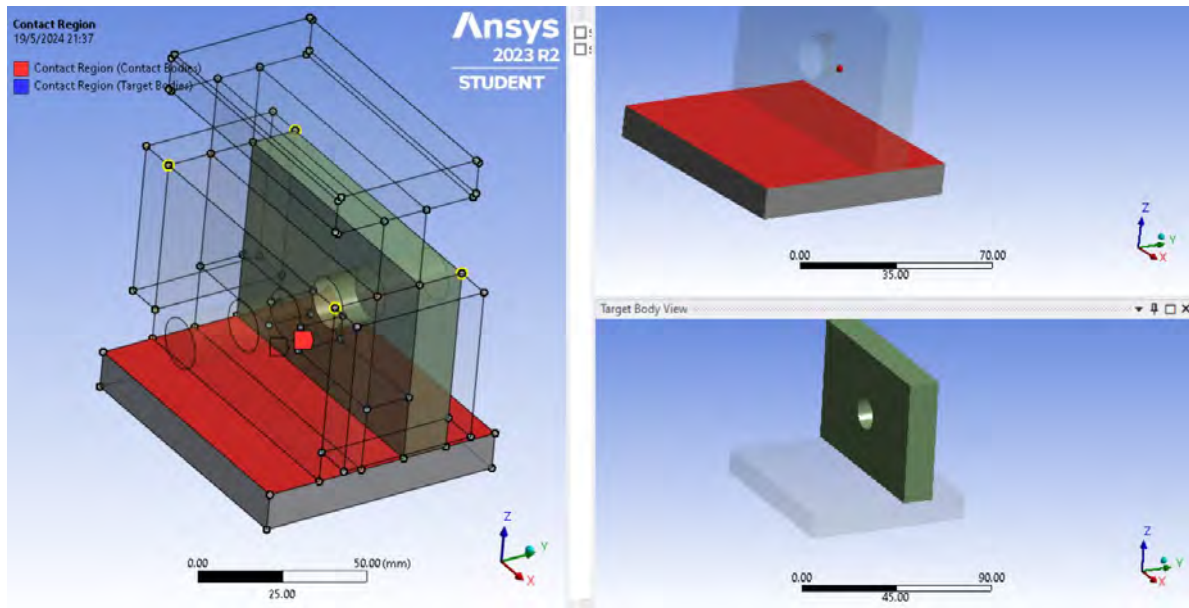 Contact Region
19/5/2024 21:37
Contact Region (Contact Bodies)
Contact Region (Target Bodies)
Ansys
2023 R2
STUDENT
Z
Y
X
0.00
50.00 (mm)
25.00
Z
Y
X
0.00
70.00
35.00
Target Body View
Z
Y
X
0.00
90.00
45.00